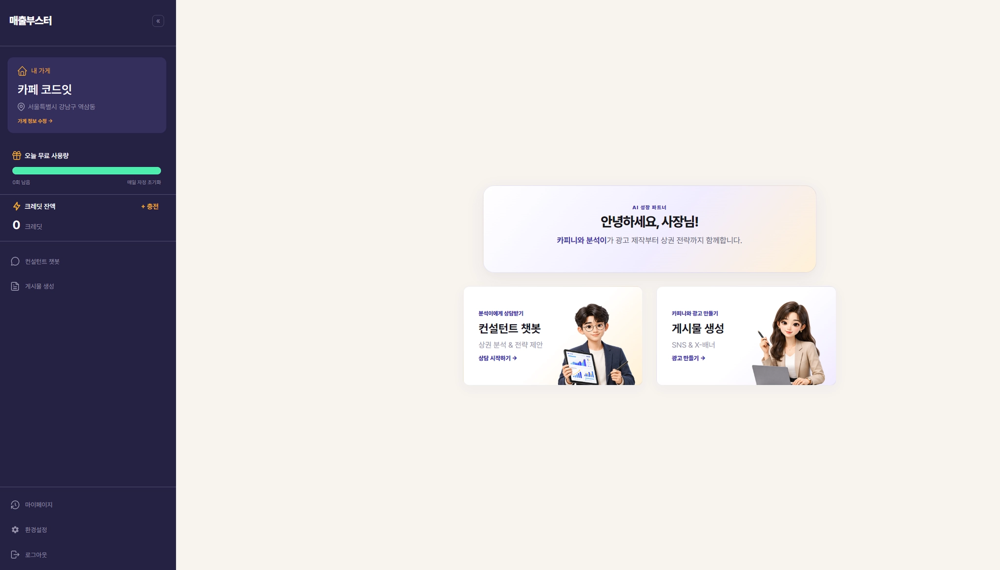 매출부스터
«
내 가게
카페 코드잇
서울특별시 강남구 역삼동
가게 정보 수정 →
오늘 무료 사용량
0회 남음 매일 자정 초기화
크레딧 잔액 + 충전
0 크레딧
컨설턴트 챗봇
게시물 생성
마이페이지
환경설정
로그아웃
AI 성장 파트너
안녕하세요, 사장님!
카피니와 분석이가 광고 제작부터 상권 전략까지 함께합니다.
분석이에게 상담받기
컨설턴트 챗봇
상권 분석 & 전략 제안
상담 시작하기 →
카피니와 광고 만들기
게시물 생성
SNS & X-배너
광고 만들기 →